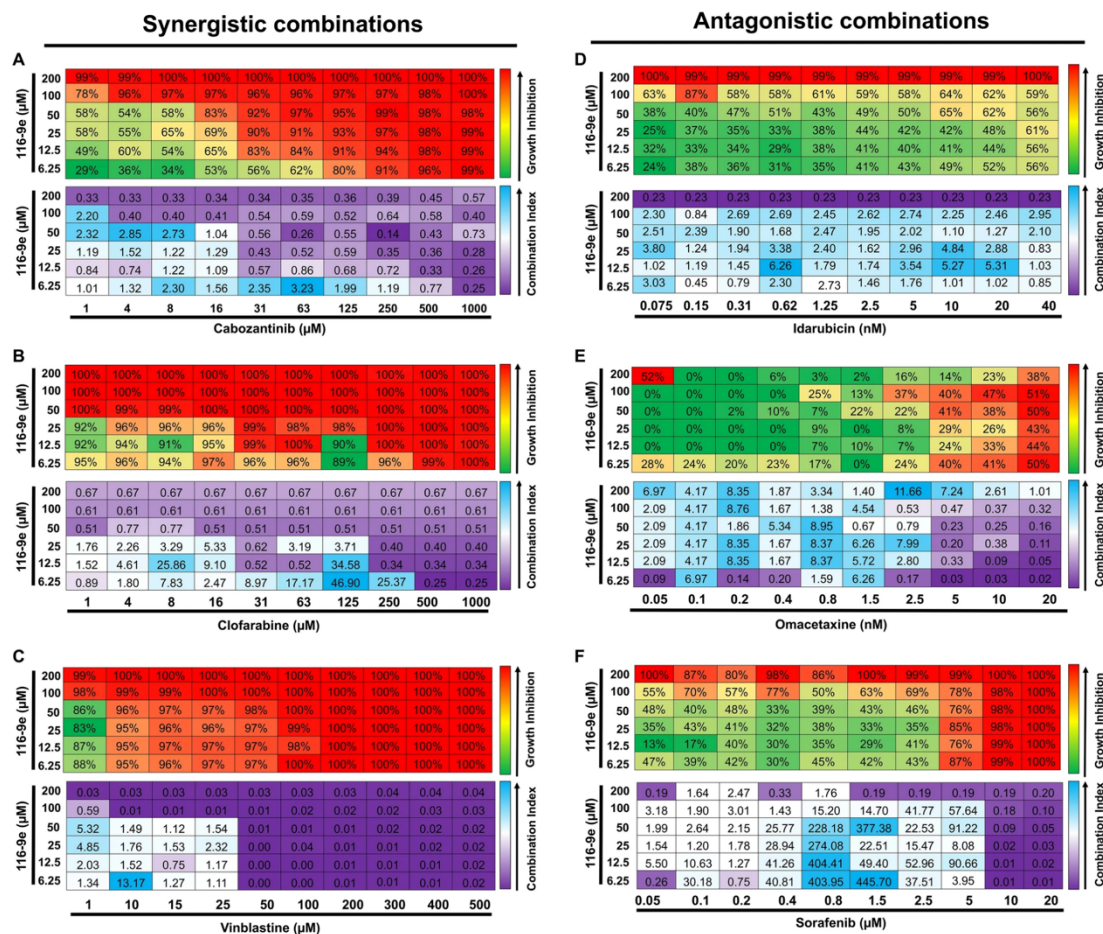 Synergistic combinations
Antagonistic combinations
A
116-9e (µM)
200 99% 99% 100% 100% 100% 100% 100% 100% 100% 100%
100 78% 96% 97% 97% 96% 96% 97% 96% 98% 100%
50 58% 54% 58% 83% 92% 97% 95% 99% 98% 98%
25 58% 55% 65% 69% 90% 91% 93% 97% 98% 99%
12.5 49% 60% 54% 65% 83% 84% 91% 94% 98% 99%
6.25 29% 36% 34% 53% 56% 62% 80% 91% 96% 99%
Growth Inhibition
116-9e (µM)
200 0.33 0.33 0.34 0.34 0.35 0.36 0.36 0.39 0.45 0.57
100 2.20 0.40 0.40 0.41 0.54 0.59 0.52 0.64 0.58 0.40
50 2.32 2.85 2.73 1.04 0.56 0.26 0.55 0.14 0.43 0.73
25 1.19 1.52 1.22 1.29 0.43 0.52 0.59 0.35 0.36 0.28
12.5 0.84 0.74 1.22 1.09 0.57 0.86 0.68 0.72 0.33 0.26
6.25 1.01 1.32 2.30 1.56 2.35 3.23 1.99 1.19 0.77 0.25
Combination Index
1 4 8 16 31 63 125 250 500 1000
Cabozantinib (µM)
B
116-9e (µM)
200 100% 100% 100% 100% 100% 100% 100% 100% 100% 100%
100 100% 100% 100% 100% 100% 100% 100% 100% 100% 100%
50 100% 99% 99% 100% 100% 100% 100% 100% 100% 100%
25 92% 96% 96% 96% 99% 98% 98% 100% 100% 100%
12.5 92% 94% 91% 95% 99% 100% 90% 100% 100% 100%
6.25 95% 96% 94% 97% 96% 96% 89% 96% 99% 100%
Growth Inhibition
116-9e (µM)
200 0.67 0.67 0.67 0.67 0.67 0.67 0.67 0.67 0.67 0.67
100 0.61 0.61 0.61 0.61 0.61 0.61 0.61 0.61 0.61 0.61
50 0.51 0.77 0.77 0.51 0.51 0.51 0.51 0.51 0.51 0.51
25 1.76 2.26 3.29 5.33 0.62 3.19 3.71 0.40 0.40 0.40
12.5 1.52 4.61 25.86 9.10 0.52 0.52 34.58 0.34 0.34 0.34
6.25 0.89 1.80 7.83 2.47 8.97 17.17 46.90 25.37 0.25 0.25
Combination Index
1 4 8 16 31 63 125 250 500 1000
Clofarabine (µM)
C
116-9e (µM)
200 99% 100% 100% 100% 100% 100% 100% 100% 100% 100%
100 98% 99% 99% 100% 100% 100% 100% 100% 100% 100%
50 86% 96% 97% 97% 98% 100% 100% 100% 100% 100%
25 83% 95% 96% 96% 97% 99% 100% 100% 100% 100%
12.5 87% 95% 97% 97% 97% 98% 100% 100% 100% 100%
6.25 88% 95% 96% 97% 97% 100% 100% 100% 100% 100%
Growth Inhibition
116-9e (µM)
200 0.03 0.03 0.03 0.03 0.03 0.03 0.03 0.03 0.04 0.04
100 0.59 0.01 0.01 0.01 0.02 0.02 0.02 0.02 0.03 0.03
50 5.32 1.49 1.12 1.54 0.01 0.01 0.01 0.02 0.02 0.02
25 4.85 1.76 1.53 2.32 0.00 0.04 0.01 0.01 0.02 0.02
12.5 2.03 1.52 0.75 1.17 0.00 0.01 0.01 0.01 0.01 0.02
6.25 1.34 13.17 1.27 1.11 0.00 0.00 0.01 0.01 0.01 0.02
Combination Index
1 10 15 25 50 100 200 300 400 500
Vinblastine (µM)
D
116-9e (µM)
200 100% 99% 99% 99% 99% 99% 99% 99% 99% 100%
100 63% 87% 58% 58% 61% 59% 58% 64% 62% 59%
50 38% 40% 47% 51% 43% 49% 50% 65% 62% 56%
25 25% 37% 35% 33% 38% 44% 42% 42% 48% 61%
12.5 32% 33% 34% 29% 38% 41% 40% 41% 44% 56%
6.25 24% 38% 36% 31% 35% 41% 43% 49% 52% 56%
Growth Inhibition
116-9e (µM)
200 0.23 0.23 0.23 0.23 0.23 0.23 0.23 0.23 0.23 0.23
100 2.30 0.84 2.69 2.69 2.45 2.62 2.74 2.25 2.46 2.95
50 2.51 2.39 1.90 1.68 2.47 1.95 2.02 1.10 1.27 2.10
25 3.80 1.24 1.94 3.38 2.40 1.62 2.96 4.84 2.88 0.83
12.5 1.02 1.19 1.45 6.26 1.79 1.74 3.54 5.27 5.31 1.03
6.25 3.03 0.45 0.79 2.30 2.73 1.46 1.76 1.01 1.02 0.85
Combination Index
0.075 0.15 0.31 0.62 1.25 2.5 5 10 20 40
Idarubicin (nM)
E
116-9e (µM)
200 52% 0% 0% 6% 3% 2% 16% 14% 23% 38%
100 0% 0% 0% 0% 25% 13% 37% 40% 47% 51%
50 0% 0% 2% 10% 7% 22% 22% 41% 38% 50%
25 0% 0% 0% 0% 9% 0% 8% 29% 26% 43%
12.5 0% 0% 0% 0% 7% 10% 7% 24% 33% 44%
6.25 28% 24% 20% 23% 17% 0% 24% 40% 41% 50%
Growth Inhibition
116-9e (µM)
200 6.97 4.17 8.35 1.87 3.34 1.40 11.66 7.24 2.61 1.01
100 2.09 4.17 8.76 1.67 1.38 4.54 0.53 0.47 0.37 0.32
50 2.09 4.17 1.86 5.34 8.95 0.67 0.79 0.23 0.25 0.16
25 2.09 4.17 8.35 1.67 8.37 6.26 7.99 0.20 0.38 0.11
12.5 2.09 4.17 8.35 1.67 8.37 5.72 2.80 0.33 0.09 0.05
6.25 0.09 6.97 0.14 0.20 1.59 6.26 0.17 0.03 0.03 0.02
Combination Index
0.05 0.1 0.2 0.4 0.8 1.5 2.5 5 10 20
Omacetaxine (nM)
F
116-9e (µM)
200 100% 87% 80% 98% 86% 100% 99% 99% 100% 100%
100 55% 70% 57% 77% 50% 63% 69% 78% 98% 100%
50 48% 40% 48% 33% 39% 43% 46% 76% 98% 100%
25 35% 43% 41% 32% 38% 33% 35% 85% 98% 100%
12.5 13% 17% 40% 30% 35% 29% 41% 76% 99% 100%
6.25 47% 39% 42% 30% 45% 42% 43% 87% 99% 100%
Growth Inhibition
116-9e (µM)
200 0.19 1.64 2.47 0.33 1.76 0.19 0.19 0.19 0.19 0.20
100 3.18 1.90 3.01 1.43 15.20 14.70 41.77 57.64 0.18 0.10
50 1.99 2.64 2.15 25.77 228.18 377.38 22.53 91.22 0.09 0.05
25 1.54 1.20 1.78 28.94 274.08 22.51 15.47 8.08 0.02 0.03
12.5 5.50 10.63 1.27 41.26 404.41 49.40 52.96 90.66 0.01 0.02
6.25 0.26 30.18 0.75 40.81 403.95 445.70 37.51 3.95 0.01 0.01
Combination Index
0.05 0.1 0.2 0.4 0.8 1.5 2.5 5 10 20
Sorafenib (µM)